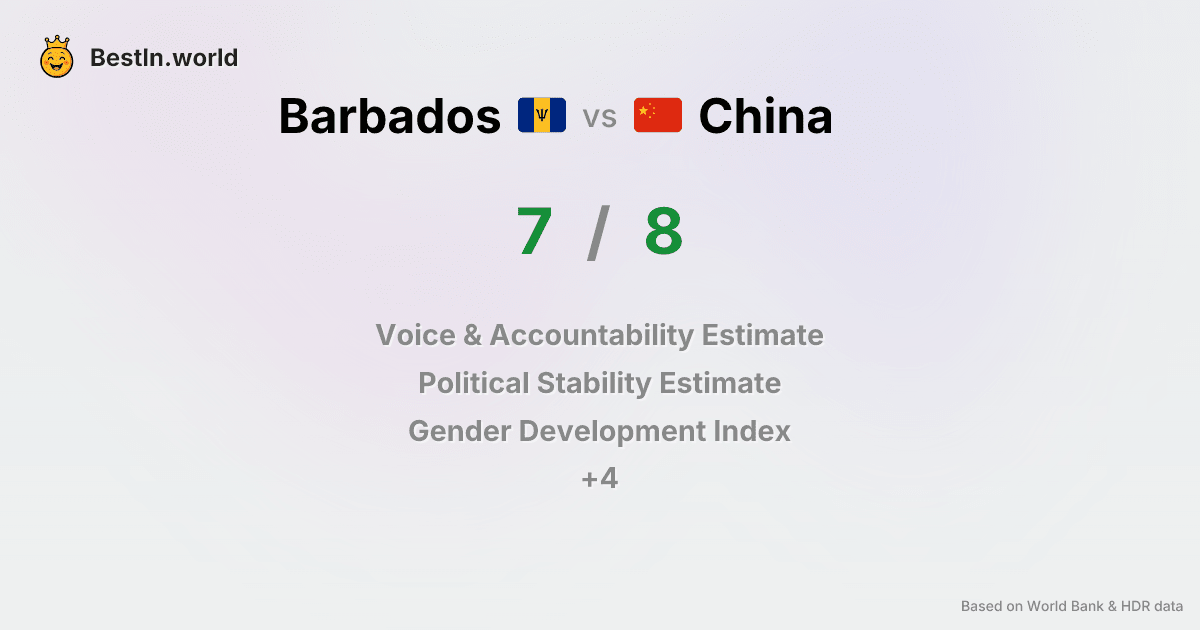 BestIn.world
Barbados vs China
7 / 8
Voice & Accountability Estimate
Political Stability Estimate
Gender Development Index
+4
Based on World Bank & HDR data